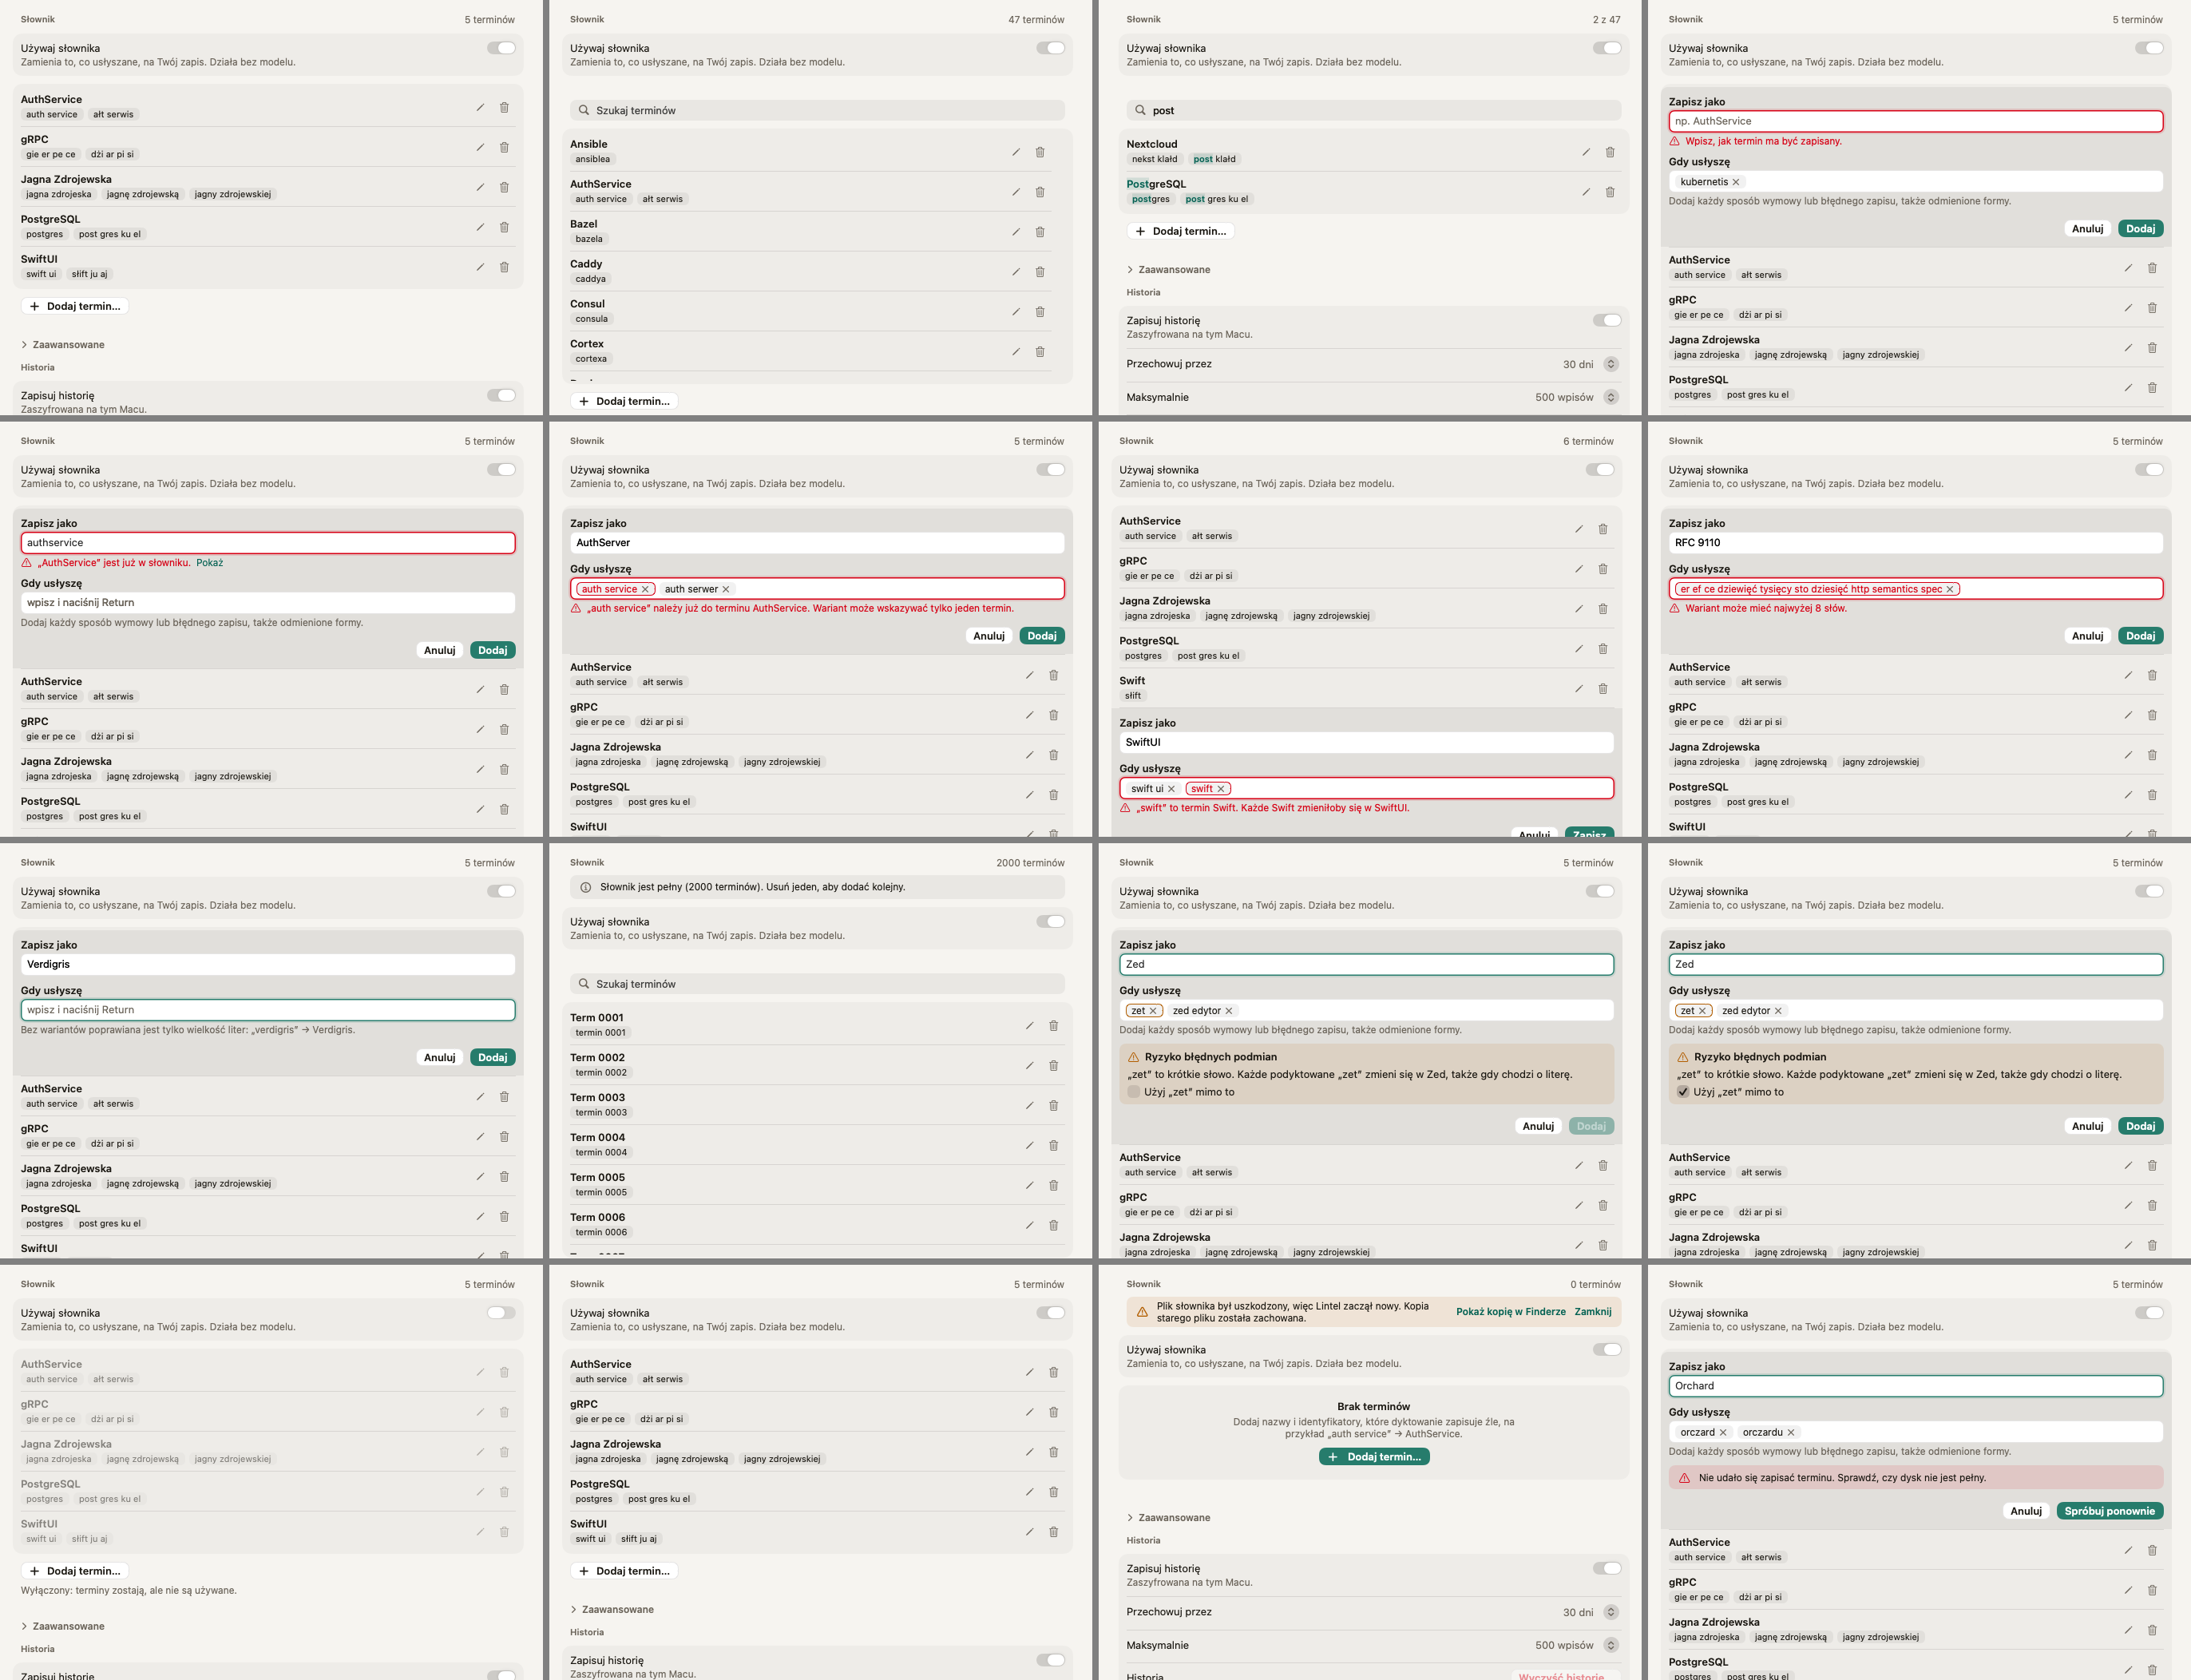 Słownik
5 terminów
Używaj słownika
Zamienia to, co usłyszane, na Twój zapis. Działa bez modelu.
AuthService
auth service ałt serwis
gRPC
gie er pe ce dżi ar pi si
Jagna Zdrojewska
jagna zdrojeska jagnę zdrojewską jagny zdrojewskiej
PostgreSQL
postgres post gres ku el
SwiftUI
swift ui słift ju aj
+ Dodaj termin...
> Zaawansowane
Historia
Zapisuj historię
Zaszyfrowana na tym Macu.
Słownik
47 terminów
Używaj słownika
Zamienia to, co usłyszane, na Twój zapis. Działa bez modelu.
Szukaj terminów
Ansible
ansiblea
AuthService
auth service ałt serwis
Bazel
bazela
Caddy
caddya
Consul
consula
Cortex
cortexa
+ Dodaj termin...
Słownik
2 z 47
Używaj słownika
Zamienia to, co usłyszane, na Twój zapis. Działa bez modelu.
post
Nextcloud
nekst klałd post klałd
PostgreSQL
postgres post gres ku el
+ Dodaj termin...
> Zaawansowane
Historia
Zapisuj historię
Zaszyfrowana na tym Macu.
Przechowuj przez 30 dni
Maksymalnie 500 wpisów
Słownik
5 terminów
Używaj słownika
Zamienia to, co usłyszane, na Twój zapis. Działa bez modelu.
Zapisz jako
np. AuthService
Wpisz, jak termin ma być zapisany.
Gdy usłyszę
kubernetis ×
Dodaj każdy sposób wymowy lub błędnego zapisu, także odmienione formy.
Anuluj Dodaj
AuthService
auth service ałt serwis
gRPC
gie er pe ce dżi ar pi si
Jagna Zdrojewska
jagna zdrojeska jagnę zdrojewską jagny zdrojewskiej
PostgreSQL
postgres post gres ku el
Słownik
5 terminów
Używaj słownika
Zamienia to, co usłyszane, na Twój zapis. Działa bez modelu.
Zapisz jako
authservice
„AuthService” jest już w słowniku. Pokaż
Gdy usłyszę
wpisz i naciśnij Return
Dodaj każdy sposób wymowy lub błędnego zapisu, także odmienione formy.
Anuluj Dodaj
AuthService
auth service ałt serwis
gRPC
gie er pe ce dżi ar pi si
Jagna Zdrojewska
jagna zdrojeska jagnę zdrojewską jagny zdrojewskiej
PostgreSQL
postgres post gres ku el
Słownik
5 terminów
Używaj słownika
Zamienia to, co usłyszane, na Twój zapis. Działa bez modelu.
Zapisz jako
AuthServer
Gdy usłyszę
auth service × auth serwer ×
„auth service” należy już do terminu AuthService. Wariant może wskazywać tylko jeden termin.
Anuluj Dodaj
AuthService
auth service ałt serwis
gRPC
gie er pe ce dżi ar pi si
Jagna Zdrojewska
jagna zdrojeska jagnę zdrojewską jagny zdrojewskiej
PostgreSQL
postgres post gres ku el
SwiftUI
Słownik
6 terminów
Używaj słownika
Zamienia to, co usłyszane, na Twój zapis. Działa bez modelu.
AuthService
auth service ałt serwis
gRPC
gie er pe ce dżi ar pi si
Jagna Zdrojewska
jagna zdrojeska jagnę zdrojewską jagny zdrojewskiej
PostgreSQL
postgres post gres ku el
Swift
słift
Zapisz jako
SwiftUI
Gdy usłyszę
swift ui × swift ×
„swift” to termin Swift. Każde Swift zmieniłoby się w SwiftUI.
Anuluj Zapisz
Słownik
5 terminów
Używaj słownika
Zamienia to, co usłyszane, na Twój zapis. Działa bez modelu.
Zapisz jako
RFC 9110
Gdy usłyszę
er ef ce dziewięć tysięcy sto dziesięć http semantics spec ×
Wariant może mieć najwyżej 8 słów.
Anuluj Dodaj
AuthService
auth service ałt serwis
gRPC
gie er pe ce dżi ar pi si
Jagna Zdrojewska
jagna zdrojeska jagnę zdrojewską jagny zdrojewskiej
PostgreSQL
postgres post gres ku el
SwiftUI
Słownik
5 terminów
Używaj słownika
Zamienia to, co usłyszane, na Twój zapis. Działa bez modelu.
Zapisz jako
Verdigris
Gdy usłyszę
wpisz i naciśnij Return
Bez wariantów poprawiana jest tylko wielkość liter: „verdigris” → Verdigris.
Anuluj Dodaj
AuthService
auth service ałt serwis
gRPC
gie er pe ce dżi ar pi si
Jagna Zdrojewska
jagna zdrojeska jagnę zdrojewską jagny zdrojewskiej
PostgreSQL
postgres post gres ku el
SwiftUI
Słownik
2000 terminów
Słownik jest pełny (2000 terminów). Usuń jeden, aby dodać kolejny.
Używaj słownika
Zamienia to, co usłyszane, na Twój zapis. Działa bez modelu.
Szukaj terminów
Term 0001
termin 0001
Term 0002
termin 0002
Term 0003
termin 0003
Term 0004
termin 0004
Term 0005
termin 0005
Term 0006
termin 0006
Słownik
5 terminów
Używaj słownika
Zamienia to, co usłyszane, na Twój zapis. Działa bez modelu.
Zapisz jako
Zed
Gdy usłyszę
zet × zed edytor ×
Dodaj każdy sposób wymowy lub błędnego zapisu, także odmienione formy.
Ryzyko błędnych podmian
„zet” to krótkie słowo. Każde podyktowane „zet” zmieni się w Zed, także gdy chodzi o literę.
Użyj „zet” mimo to
Anuluj Dodaj
AuthService
auth service ałt serwis
gRPC
gie er pe ce dżi ar pi si
Jagna Zdrojewska
jagna zdrojeska jagnę zdrojewską jagny zdrojewskiej
Słownik
5 terminów
Używaj słownika
Zamienia to, co usłyszane, na Twój zapis. Działa bez modelu.
Zapisz jako
Zed
Gdy usłyszę
zet × zed edytor ×
Dodaj każdy sposób wymowy lub błędnego zapisu, także odmienione formy.
Ryzyko błędnych podmian
„zet” to krótkie słowo. Każde podyktowane „zet” zmieni się w Zed, także gdy chodzi o literę.
Użyj „zet” mimo to
Anuluj Dodaj
AuthService
auth service ałt serwis
gRPC
gie er pe ce dżi ar pi si
Jagna Zdrojewska
jagna zdrojeska jagnę zdrojewską jagny zdrojewskiej
Słownik
5 terminów
Używaj słownika
Zamienia to, co usłyszane, na Twój zapis. Działa bez modelu.
AuthService
auth service ałt serwis
gRPC
gie er pe ce dżi ar pi si
Jagna Zdrojewska
jagna zdrojeska jagnę zdrojewską jagny zdrojewskiej
PostgreSQL
postgres post gres ku el
SwiftUI
swift ui słift ju aj
+ Dodaj termin...
Wyłączony: terminy zostają, ale nie są używane.
> Zaawansowane
Historia
Zapisuj historię
Słownik
5 terminów
Używaj słownika
Zamienia to, co usłyszane, na Twój zapis. Działa bez modelu.
AuthService
auth service ałt serwis
gRPC
gie er pe ce dżi ar pi si
Jagna Zdrojewska
jagna zdrojeska jagnę zdrojewską jagny zdrojewskiej
PostgreSQL
postgres post gres ku el
SwiftUI
swift ui słift ju aj
+ Dodaj termin...
> Zaawansowane
Historia
Zapisuj historię
Zaszyfrowana na tym Macu.
Słownik
0 terminów
Plik słownika był uszkodzony, więc Lintel zaczął nowy. Kopia
starego pliku została zachowana.
Pokaż kopię w Finderze Zamknij
Używaj słownika
Zamienia to, co usłyszane, na Twój zapis. Działa bez modelu.
Brak terminów
Dodaj nazwy i identyfikatory, które dyktowanie zapisuje źle, na
przykład „auth service” → AuthService.
+ Dodaj termin...
> Zaawansowane
Historia
Zapisuj historię
Zaszyfrowana na tym Macu.
Przechowuj przez 30 dni
Maksymalnie 500 wpisów
Historia Wyczyść historię...
Słownik
5 terminów
Używaj słownika
Zamienia to, co usłyszane, na Twój zapis. Działa bez modelu.
Zapisz jako
Orchard
Gdy usłyszę
orczard × orczardu ×
Dodaj każdy sposób wymowy lub błędnego zapisu, także odmienione formy.
Nie udało się zapisać terminu. Sprawdź, czy dysk nie jest pełny.
Anuluj Spróbuj ponownie
AuthService
auth service ałt serwis
gRPC
gie er pe ce dżi ar pi si
Jagna Zdrojewska
jagna zdrojeska jagnę zdrojewską jagny zdrojewskiej
PostgreSQL
postgres post gres ku el